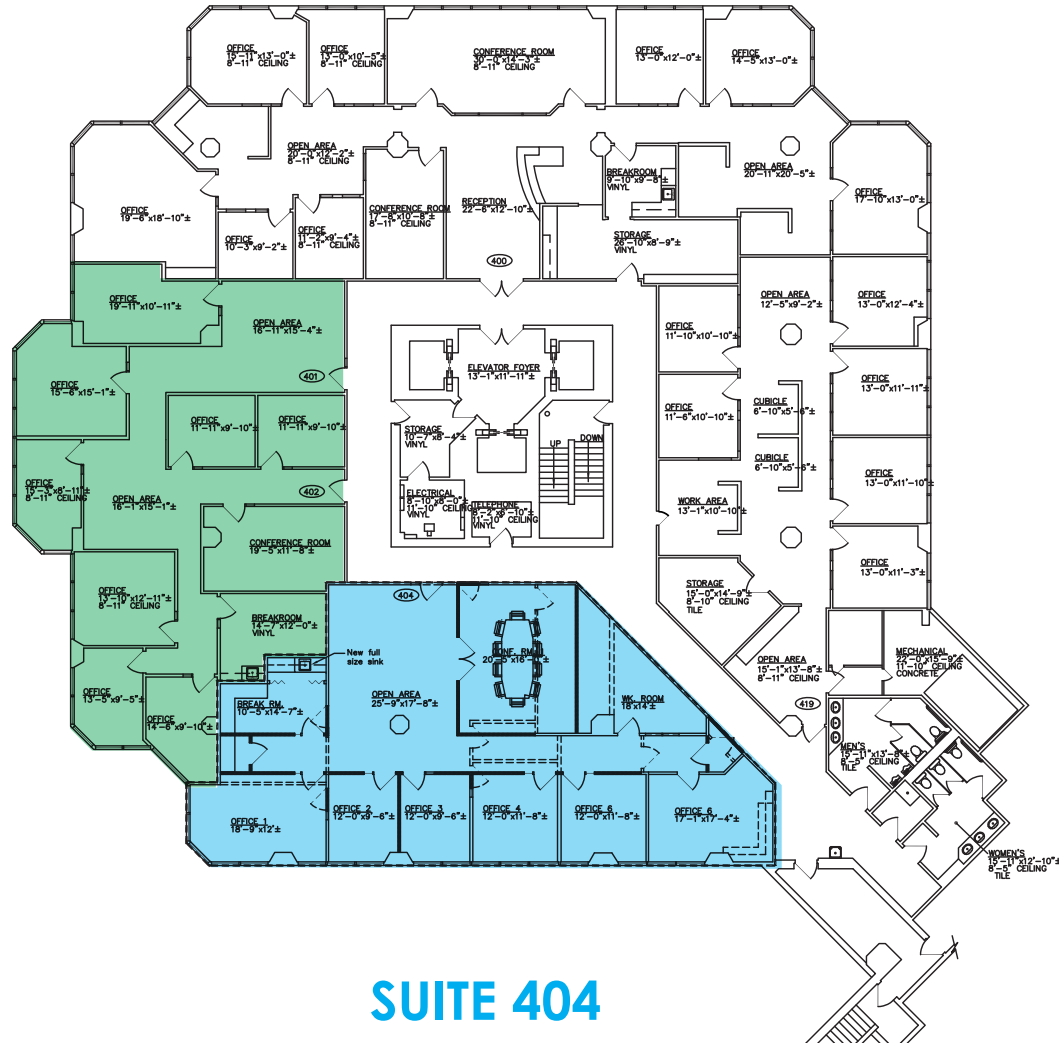 OFFICE
15'-11"x13'-0"±
8'-11" CEILING
OFFICE
13'-0"x10'-5"±
8'-11" CEILING
CONFERENCE ROOM
30'-0"x14'-3"±
8'-11" CEILING
OFFICE
13'-0"x12'-0"±
OFFICE
14'-5"x13'-0"±
OPEN AREA
20'-0"x12'-2"±
8'-11" CEILING
BREAKROOM
9'-10"x9'-8"±
VINYL
OPEN AREA
20'-11"x20'-5"±
OFFICE
19'-6"x18'-10"±
CONFERENCE ROOM
17'-8"x10'-8"±
8'-11" CEILING
RECEPTION
22'-6"x12'-10"±
OFFICE
17'-10"x13'-0"±
OFFICE
10'-3"x9'-2"±
OFFICE
11'-2"x9'-4"±
8'-11" CEILING
STORAGE
26'-10"x8'-9"±
VINYL
400
OFFICE
19'-11"x10'-11"±
OPEN AREA
16'-11"x15'-4"±
OPEN AREA
12'-5"x9'-2"±
OFFICE
13'-0"x12'-4"±
OFFICE
11'-10"x10'-10"±
ELEVATOR FOYER
13'-1"x11'-11"±
401
OFFICE
15'-6"x15'-1"±
OFFICE
13'-0"x11'-11"±
OFFICE
11'-11"x9'-10"±
OFFICE
11'-11"x9'-10"±
STORAGE
10'-7"x8'-4"±
VINYL
UP
DOWN
OFFICE
11'-6"x10'-10"±
CUBICLE
6'-10"x5'-6"±
CUBICLE
6'-10"x5'-6"±
OFFICE
13'-0"x11'-10"±
OFFICE
15'-3"x8'-11"±
8'-11" CEILING
OPEN AREA
16'-1"x15'-1"±
402
ELECTRICAL
8'-10"x8'-0"±
11'-10" CEILING
VINYL
TELEPHONE
8'-2"x6'-10"±
11'-10" CEILING
VINYL
WORK AREA
13'-1"x10'-10"±
CONFERENCE ROOM
19'-5"x11'-8"±
OFFICE
13'-0"x11'-3"±
OFFICE
13'-10"x12'-11"±
8'-11" CEILING
STORAGE
15'-0"x14'-9"±
8'-10" CEILING
TILE
404
BREAKROOM
14'-7"x12'-0"±
VINYL
New full
size sink
CONF. RM.
OPEN AREA
15'-1"x13'-8"±
8'-11" CEILING
MECHANICAL
22'-0"x15'-9"±
11'-10" CEILING
CONCRETE
OFFICE
13'-5"x9'-5"±
OFFICE
14'-6"x9'-10"±
BREAK RM.
10'-5"x14'-7"±
OPEN AREA
25'-9"x17'-8"±
WK. ROOM
18'x14'±
419
MEN'S
15'-11"x13'-8"±
8'-5" CEILING
TILE
OFFICE 1
18'-9"x12'±
OFFICE 2
12'-0"x9'-6"±
OFFICE 3
12'-0"x9'-6"±
OFFICE 4
12'-0"x11'-8"±
OFFICE 6
12'-0"x11'-8"±
OFFICE 6
17'-1"x17'-4"±
WOMEN'S
15'-11"x12'-10"±
8'-5" CEILING
TILE
SUITE 404